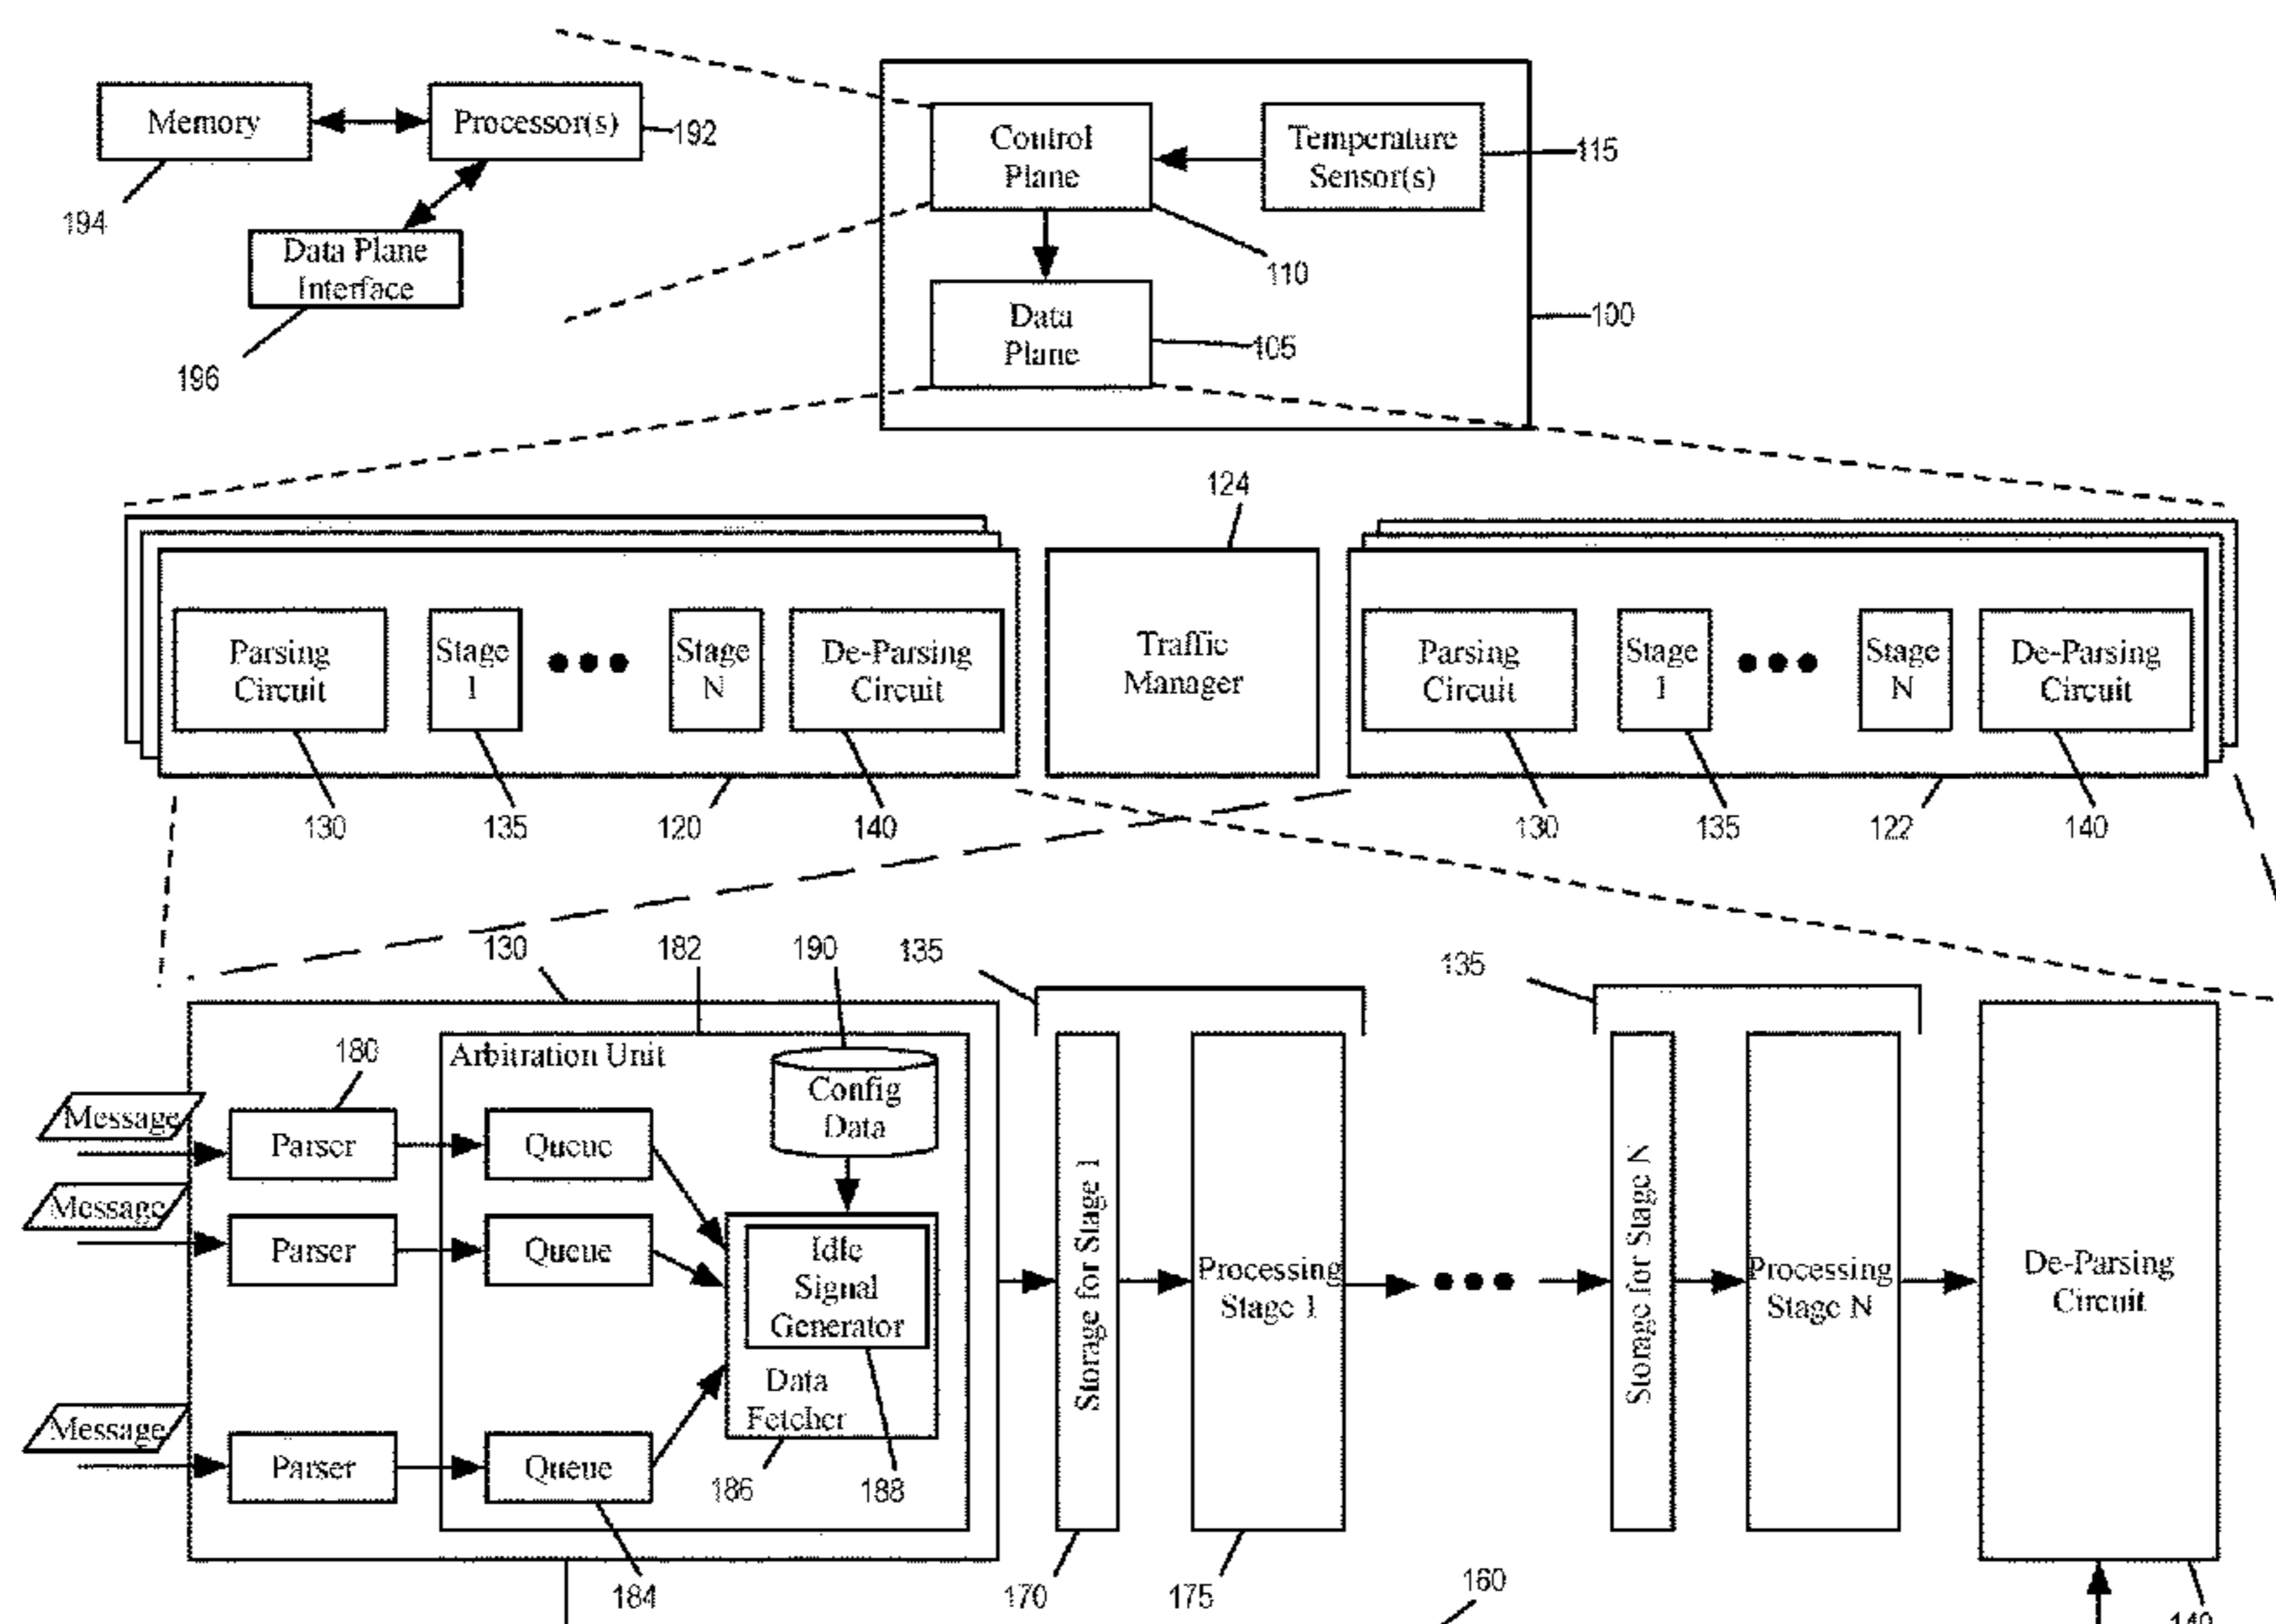 Memory
Processor(s)
192
194
Data Plane
Interface
196
Control
Plane
Temperature
Sensor(s)
115
110
Data
Plane
105
100
124
Parsing
Circuit
Stage
1
Stage
N
De-Parsing
Circuit
Traffic
Manager
Parsing
Circuit
Stage
1
Stage
N
De-Parsing
Circuit
130
135
120
140
130
135
122
140
130
182
190
135
135
180
Arbitration Unit
Config
Data
Message
Parser
Queue
Message
Parser
Queue
Idle
Signal
Generator
Data
Fetcher
Message
Parser
Queue
186
188
184
Storage for Stage 1
Processing
Stage 1
Storage for Stage N
Processing
Stage N
De-Parsing
Circuit
170
175
160
140